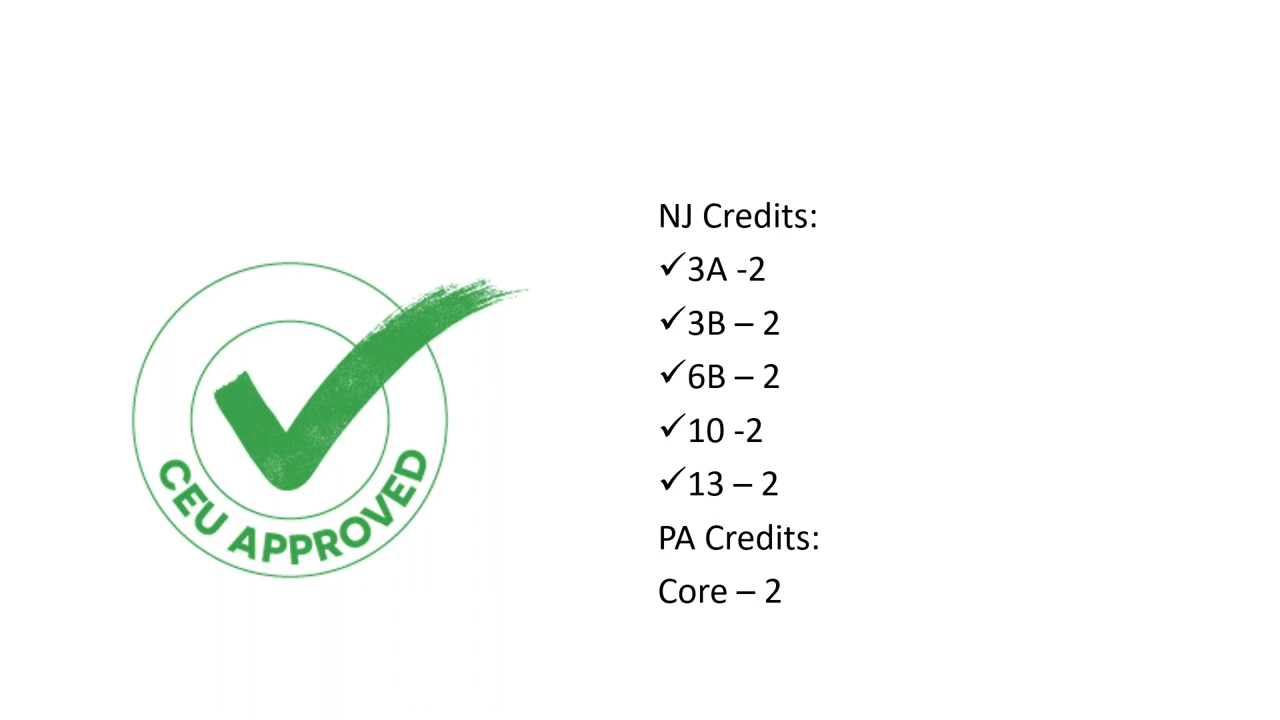 CEU APPROVED
NJ Credits:
✓3A -2
✓3B – 2
✓6B – 2
✓10 -2
✓13 – 2
PA Credits:
Core – 2